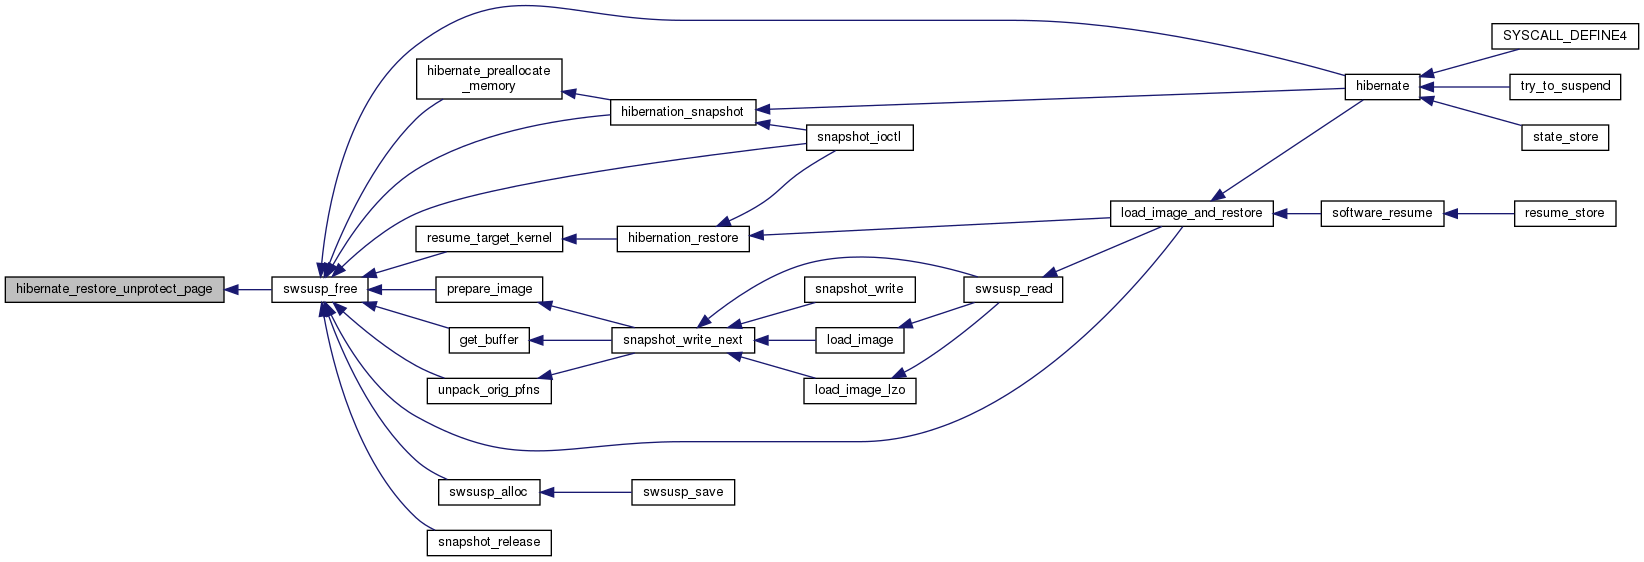 SYSCALL_DEFINE4
hibernate_preallocate
_memory
hibernate
try_to_suspend
hibernation_snapshot
snapshot_ioctl
state_store
load_image_and_restore
software_resume
resume_store
resume_target_kernel
hibernation_restore
hibernate_restore_unprotect_page
swsusp_free
prepare_image
snapshot_write
swsusp_read
get_buffer
snapshot_write_next
load_image
unpack_orig_pfns
load_image_lzo
swsusp_alloc
swsusp_save
snapshot_release